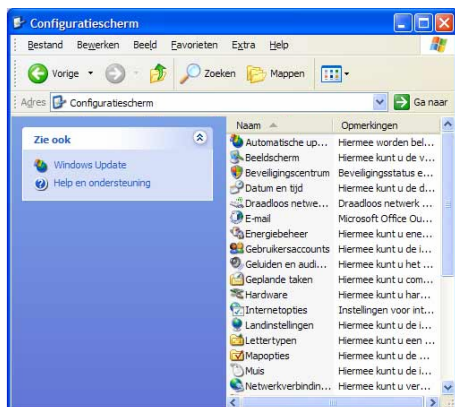 Configuratiescherm
Bestand Bewerken Beeld Favorieten Extra Help
Vorige Zoeken Mappen
Adres Configuratiescherm Ga naar
Zie ook
Windows Update
Help en ondersteuning
Naam Opmerkingen
Automatische up... Hiermee worden bel...
Beeldscherm Hiermee kunt u de v...
Beveiligingscentrum Beveiligingsstatus e...
Datum en tijd Hiermee kunt u de d...
Draadloos netwe... Draadloos netwerk ...
E-mail Microsoft Office Ou...
Energiebeheer Hiermee kunt u ene...
Gebruikersaccounts Hiermee kunt u de i...
Geluiden en audi... Hiermee kunt u het ...
Geplande taken Hiermee kunt u com...
Hardware Hiermee kunt u har...
Internetopties Instellingen voor int...
Landinstellingen Hiermee kunt u de i...
Lettertypen Hiermee kunt u een ...
Mapopties Hiermee kunt u de ...
Muis Hiermee kunt u de i...
Netwerkverbindin... Hiermee kunt u ver...